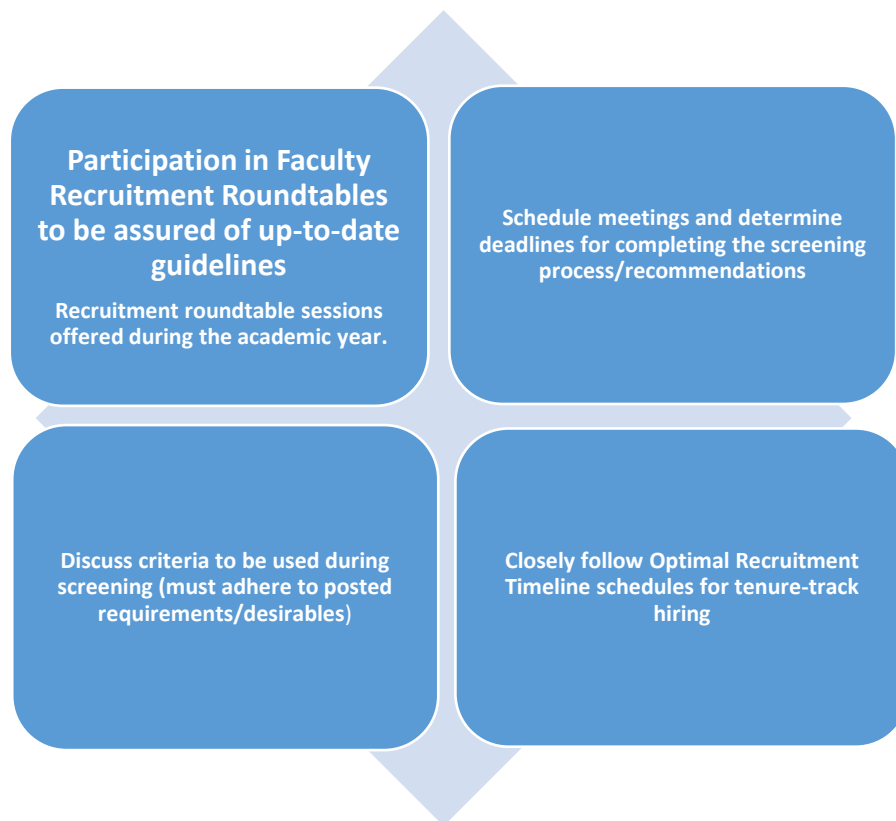 Participation in Faculty
Recruitment Roundtables
to be assured of up-to-date
guidelines
Recruitment roundtable sessions
offered during the academic year.
Schedule meetings and determine
deadlines for completing the screening
process/recommendations
Discuss criteria to be used during
screening (must adhere to posted
requirements/desirables)
Closely follow Optimal Recruitment
Timeline schedules for tenure-track
hiring